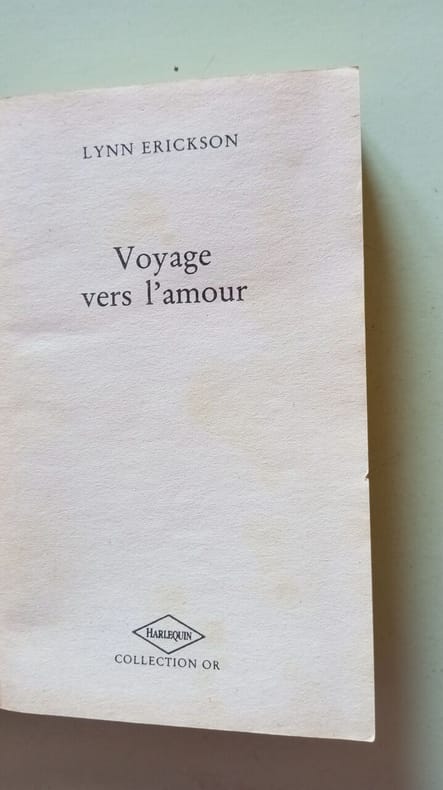 LYNN ERICKSON
Voyage
vers l’amour
HARLEQUIN
COLLECTION OR